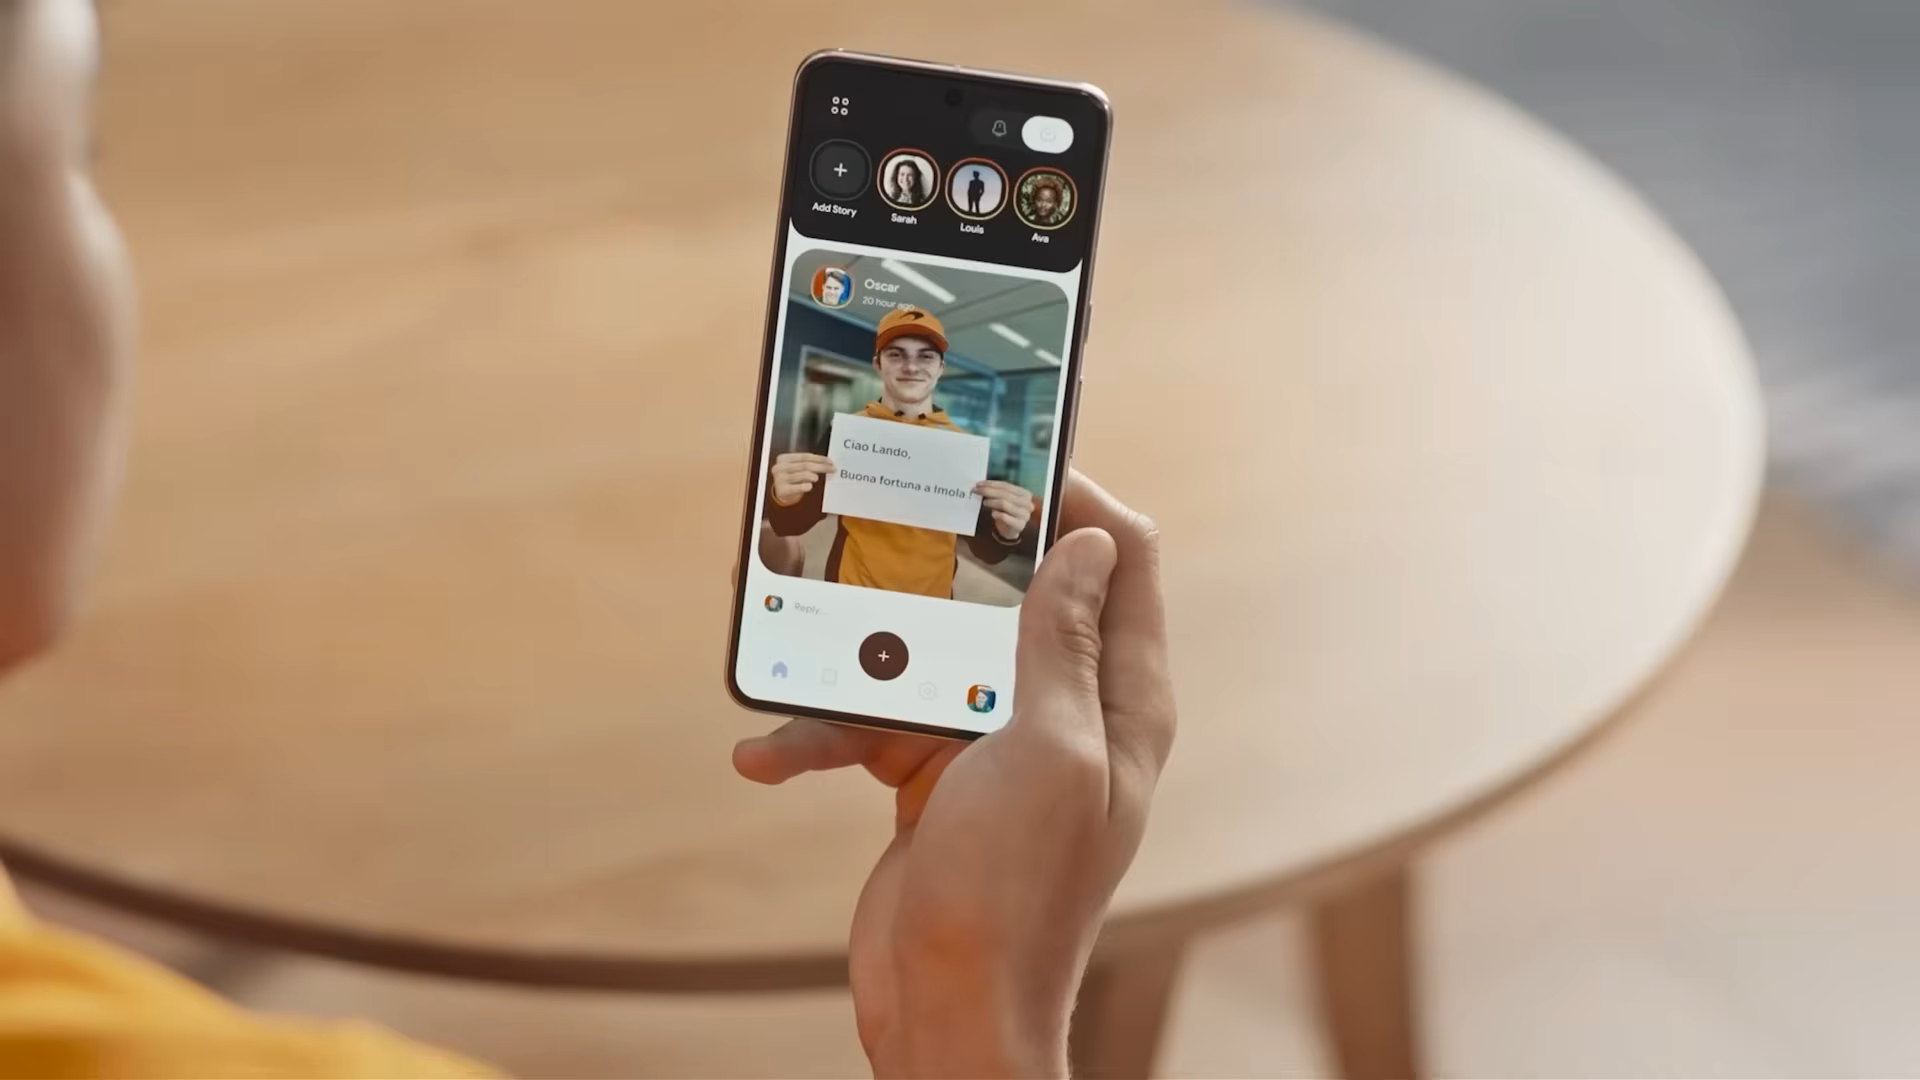 Add Story
Sarah
Louis
Ava
Oscar
20 hour ago
Ciao Lando,
Buona fortuna a Imola !
Reply...